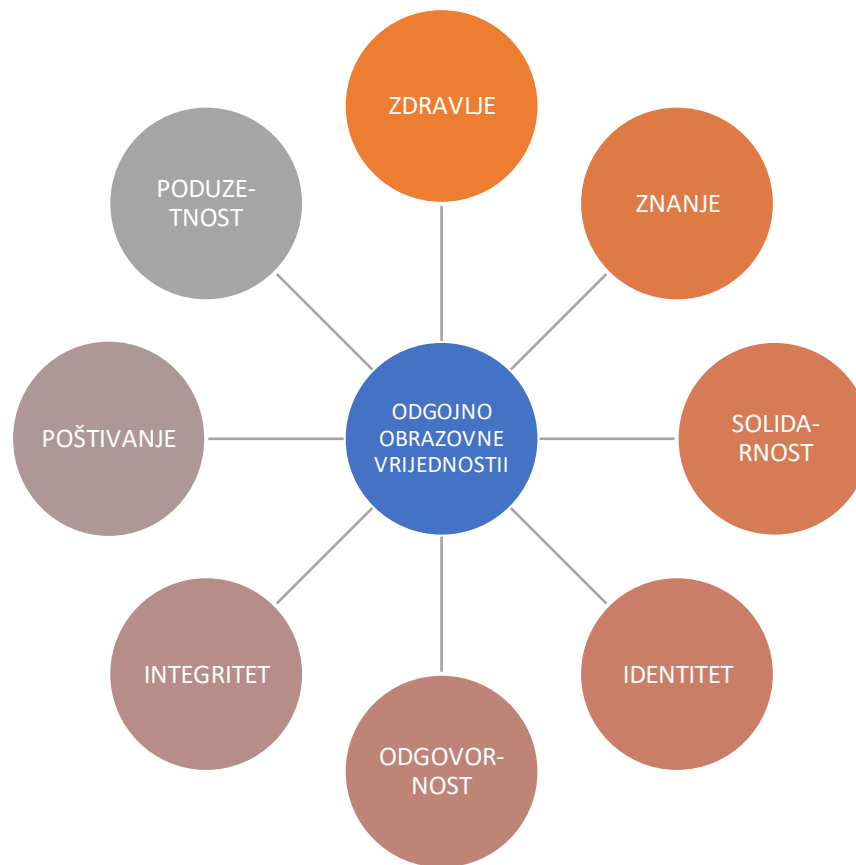 ZDRAVLJE
ZNANJE
SOLIDA-
RNOST
IDENTITET
ODGOVOR-
NOST
INTEGRITET
POŠTIVANJE
PODUZE-
TNOST
ODGOJNO
OBRAZOVNE
VRIJEDNOSTII